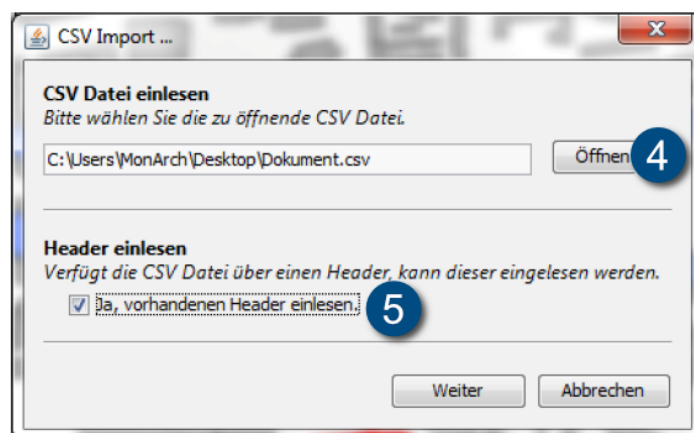 CSV Import ...
CSV Datei einlesen
Bitte wählen Sie die zu öffnende CSV Datei.
C:\Users\MonArch\Desktop\Dokument.csv
Öffnen
4
Header einlesen
Verfügt die CSV Datei über einen Header, kann dieser eingelesen werden.
Ja, vorhandenen Header einlesen.
5
Weiter Abbrechen